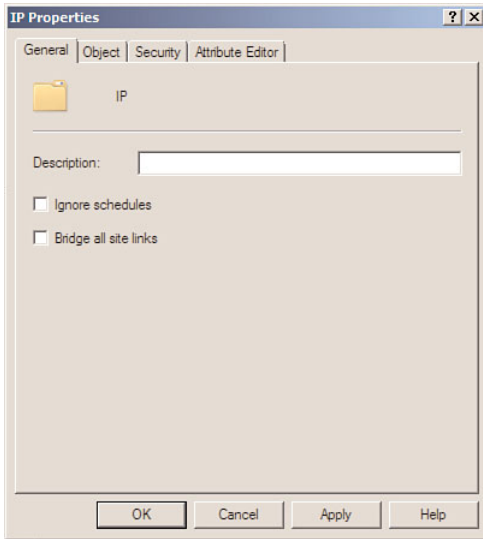 IP Properties
General Object Security Attribute Editor
IP
Description:
Ignore schedules
Bridge all site links
OK Cancel Apply Help